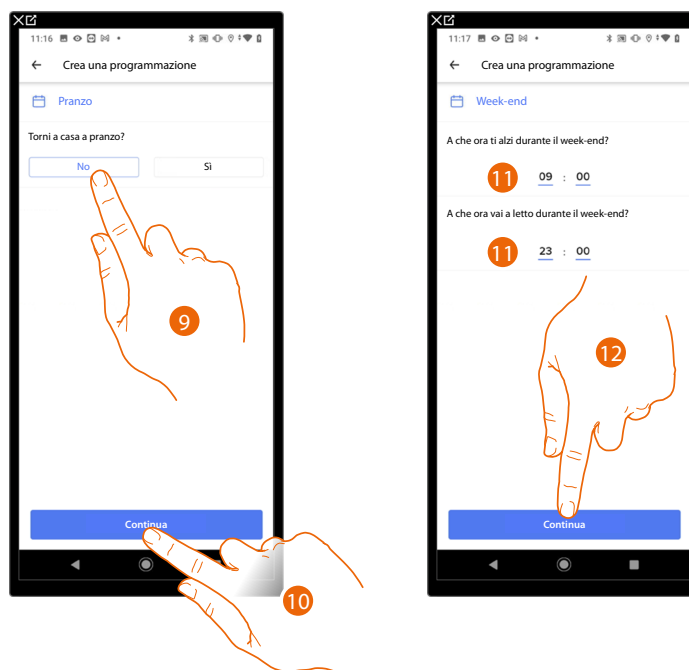 11:16
Crea una programmazione
Pranzo
Torni a casa a pranzo?
No
Sì
9
Continua
10
11:17
Crea una programmazione
Week-end
A che ora ti alzi durante il week-end?
11
09 : 00
A che ora vai a letto durante il week-end?
11
23 : 00
12
Continua